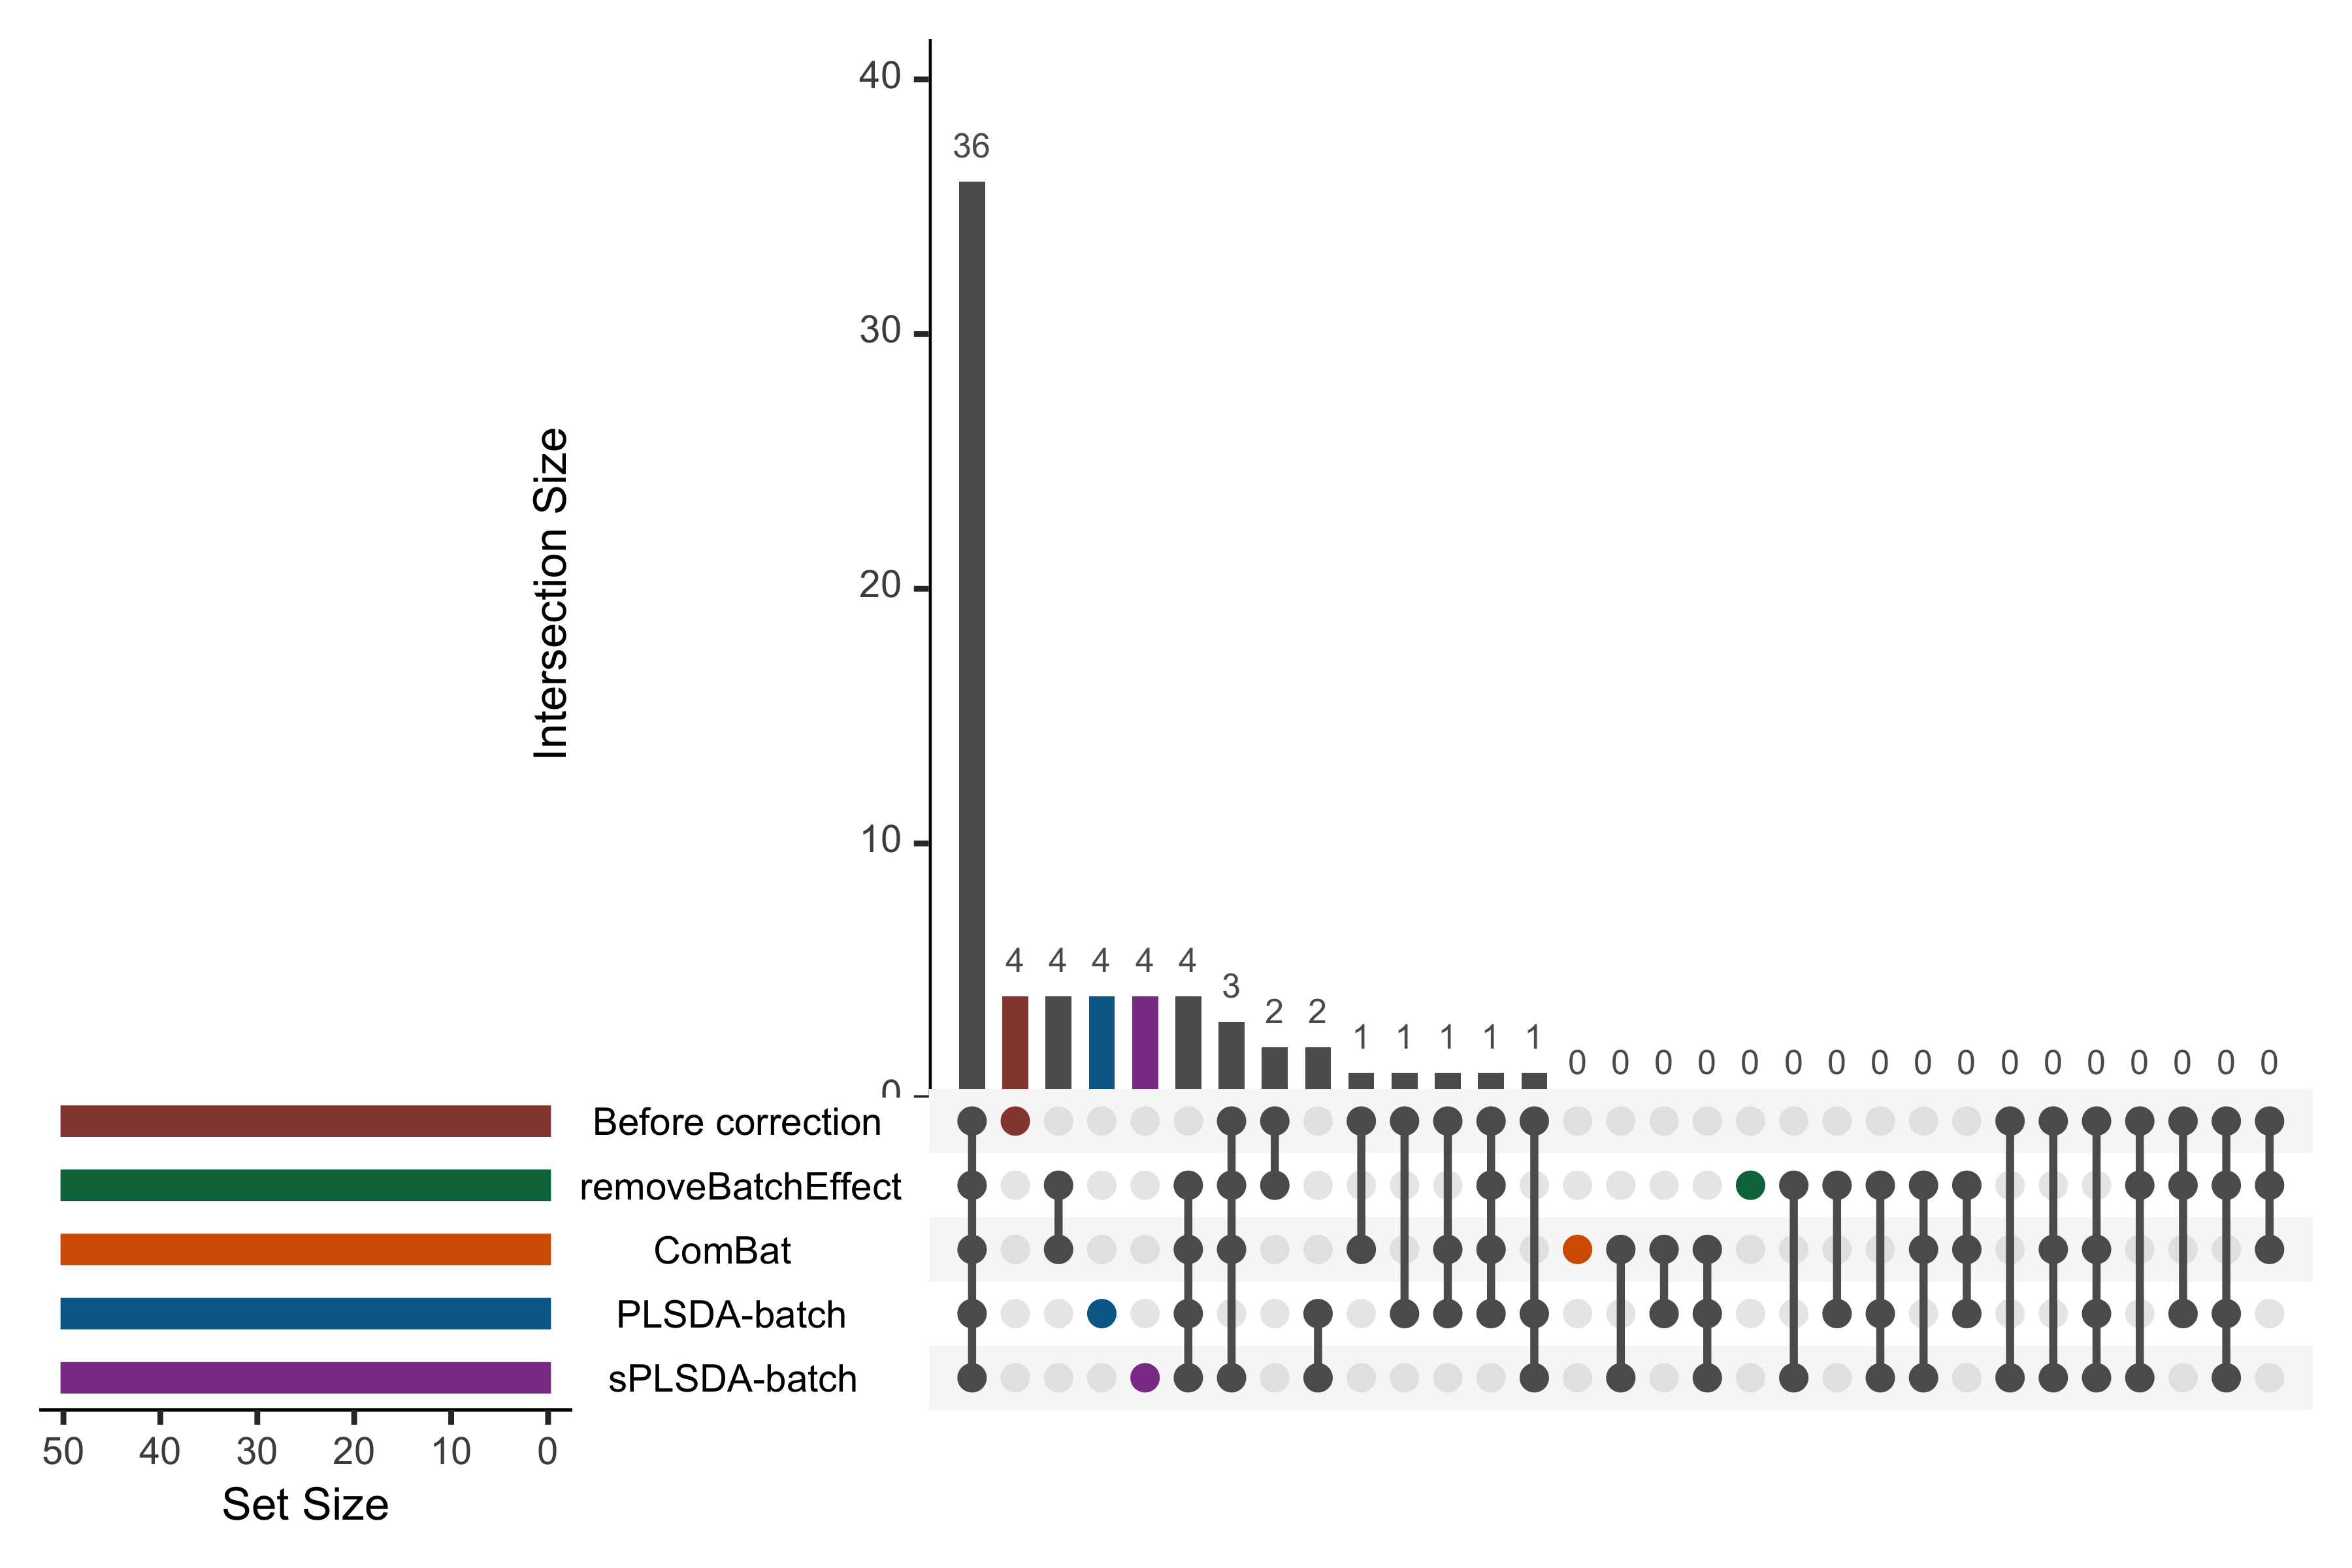 40
36
30
Intersection Size
20
10
4 4 4 4 4 3 2 2 1 1 1 1 1 0 0 0 0 0 0 0 0 0 0 0 0 0 0 0 0 0 0
0
Before correction
removeBatchEffect
ComBat
PLSDA-batch
sPLSDA-batch
50 40 30 20 10 0
Set Size